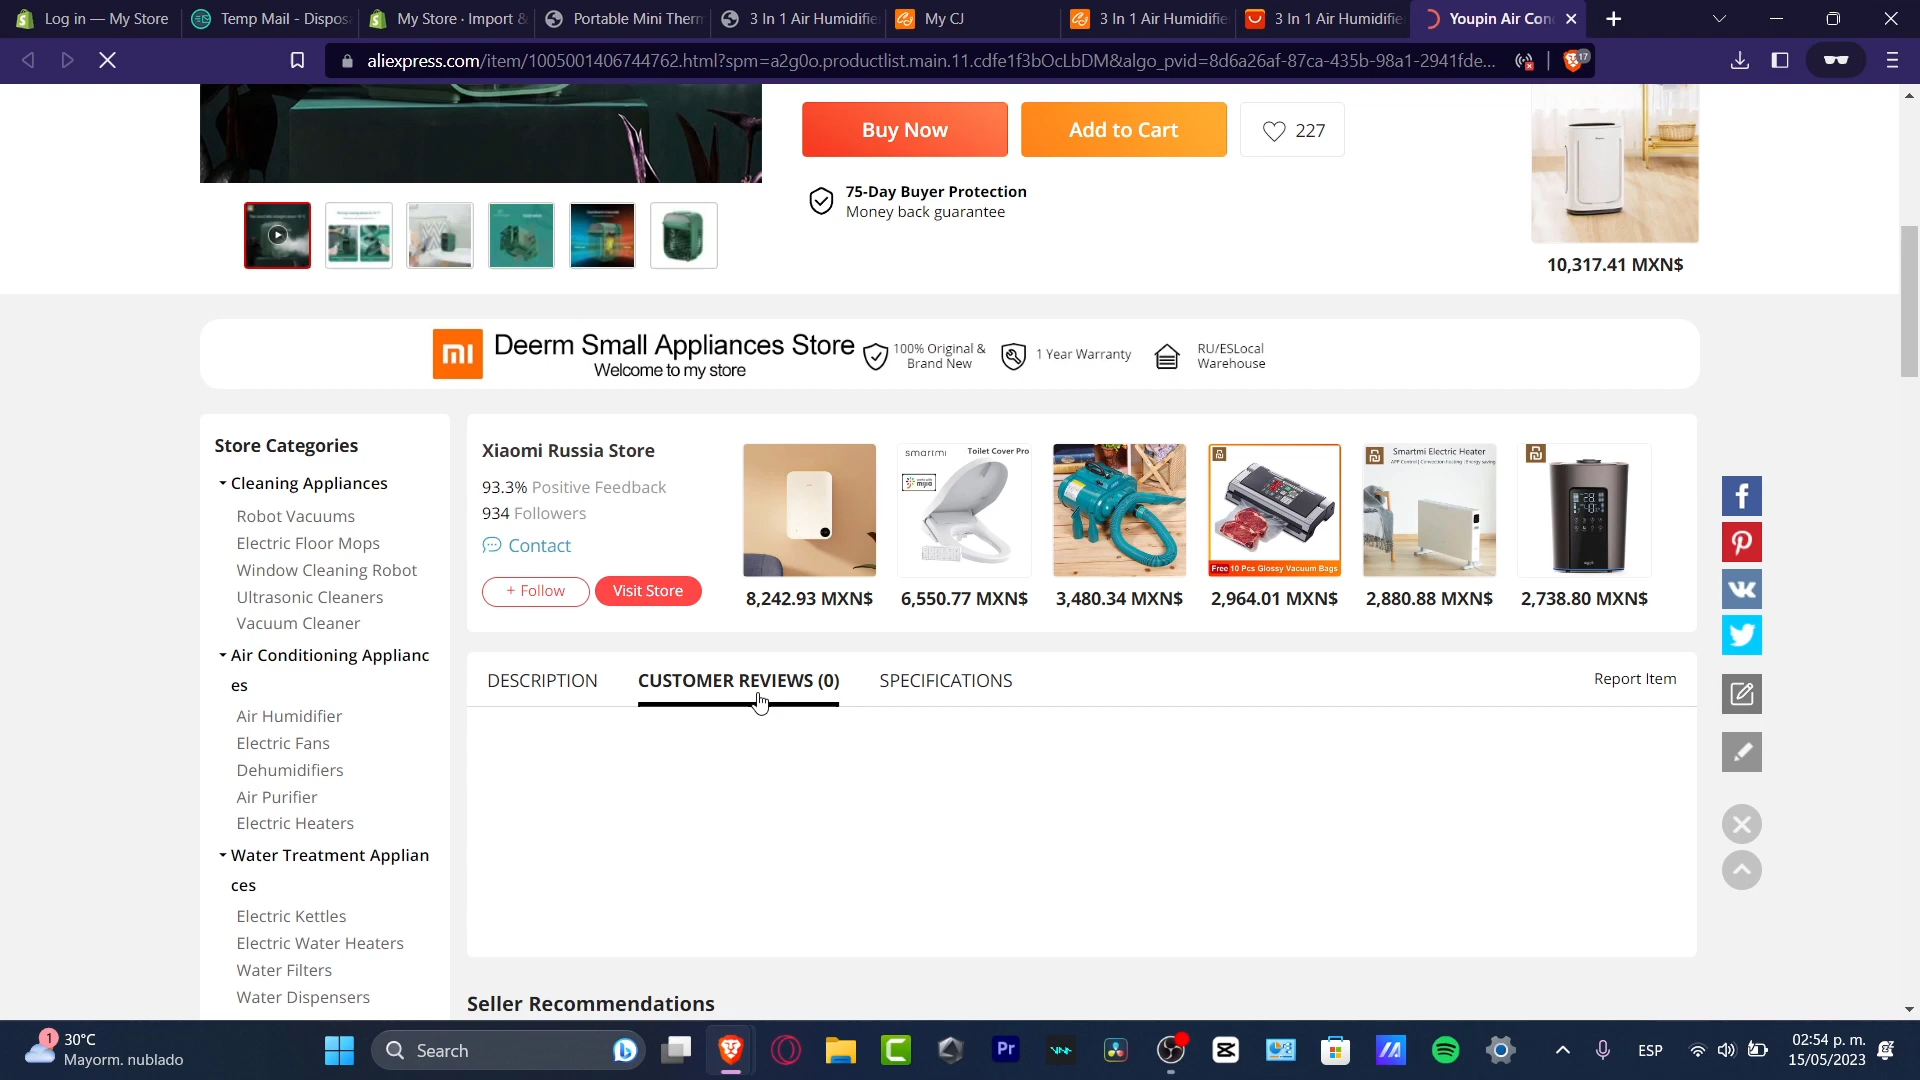 Log in — My Store
Temp Mail - Dispos
My Store · Import &
Portable Mini Therm
3 In 1 Air Humidifie
My CJ
3 In 1 Air Humidifie
3 In 1 Air Humidifie
Youpin Air Con
aliexpress.com/item/1005001406744762.html?spm=a2g0o.productlist.main.11.cdfe1f3bOcLbDM&algo_pvid=8d6a26af-87ca-435b-98a1-2941fde...
17
Buy Now
Add to Cart
227
75-Day Buyer Protection
Money back guarantee
10,317.41 MXN$
mi
Deerm Small Appliances Store
Welcome to my store
100% Original &
Brand New
1 Year Warranty
RU/ESLocal
Warehouse
Store Categories
Cleaning Appliances
Robot Vacuums
Electric Floor Mops
Window Cleaning Robot
Ultrasonic Cleaners
Vacuum Cleaner
Air Conditioning Applianc
es
Air Humidifier
Electric Fans
Dehumidifiers
Air Purifier
Electric Heaters
Water Treatment Applian
ces
Electric Kettles
Electric Water Heaters
Water Filters
Water Dispensers
Xiaomi Russia Store
93.3% Positive Feedback
934 Followers
Contact
+ Follow
Visit Store
smartmi
Toilet Cover Pro
Free 10 Pcs Glossy Vacuum Bags
Smartmi Electric Heater
8,242.93 MXN$
6,550.77 MXN$
3,480.34 MXN$
2,964.01 MXN$
2,880.88 MXN$
2,738.80 MXN$
DESCRIPTION
CUSTOMER REVIEWS (0)
SPECIFICATIONS
Report Item
Seller Recommendations
1
30°C
Mayorm. nublado
Search
Pr
ESP
02:54 p. m.
15/05/2023